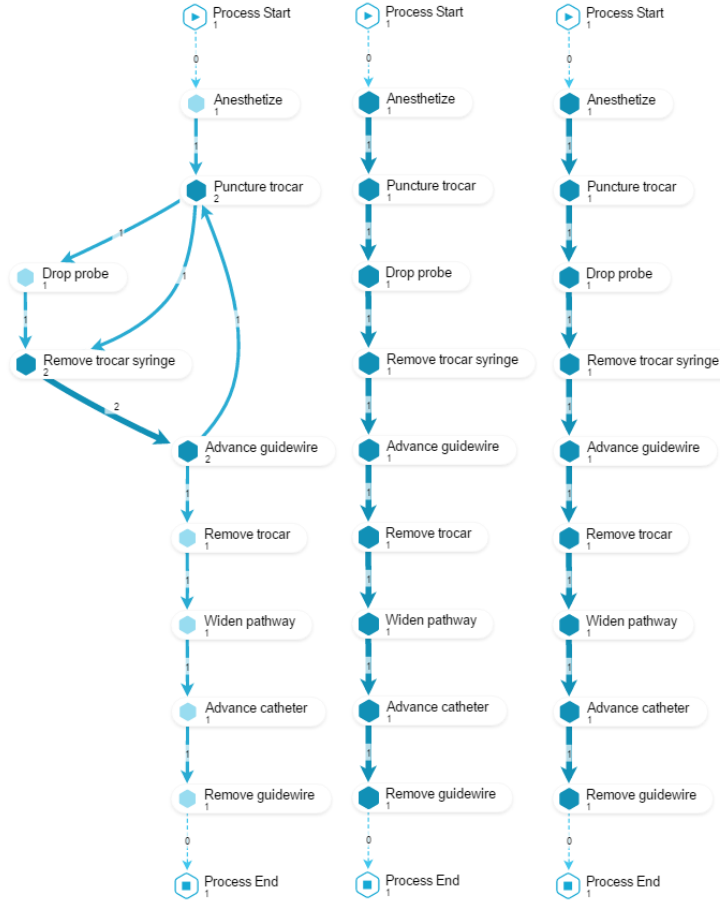 Process Start
1
0
Anesthetize
1
1
Puncture trocar
2
1
1
1
Drop probe
1
1
Remove trocar syringe
2
2
Advance guidewire
2
1
Remove trocar
1
1
Widen pathway
1
1
Advance catheter
1
1
Remove guidewire
1
0
Process End
1
Process Start
1
0
Anesthetize
1
1
Puncture trocar
1
1
Drop probe
1
1
Remove trocar syringe
1
1
Advance guidewire
1
1
Remove trocar
1
1
Widen pathway
1
1
Advance catheter
1
1
Remove guidewire
1
0
Process End
1
Process Start
1
0
Anesthetize
1
1
Puncture trocar
1
1
Drop probe
1
1
Remove trocar syringe
1
1
Advance guidewire
1
1
Remove trocar
1
1
Widen pathway
1
1
Advance catheter
1
1
Remove guidewire
1
0
Process End
1